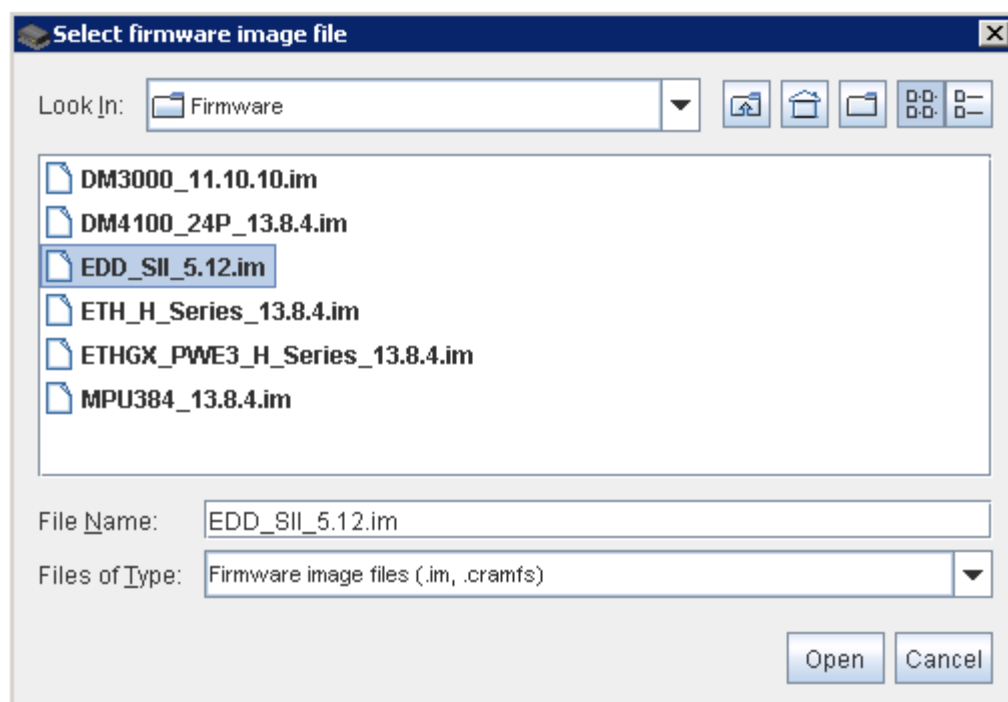 Select firmware image file
Look In: Firmware
DM3000_11.10.10.im
DM4100_24P_13.8.4.im
EDD_SII_5.12.im
ETH_H_Series_13.8.4.im
ETHGX_PWE3_H_Series_13.8.4.im
MPU384_13.8.4.im
File Name: EDD_SII_5.12.im
Files of Type: Firmware image files (.im, .cramfs)
Open Cancel